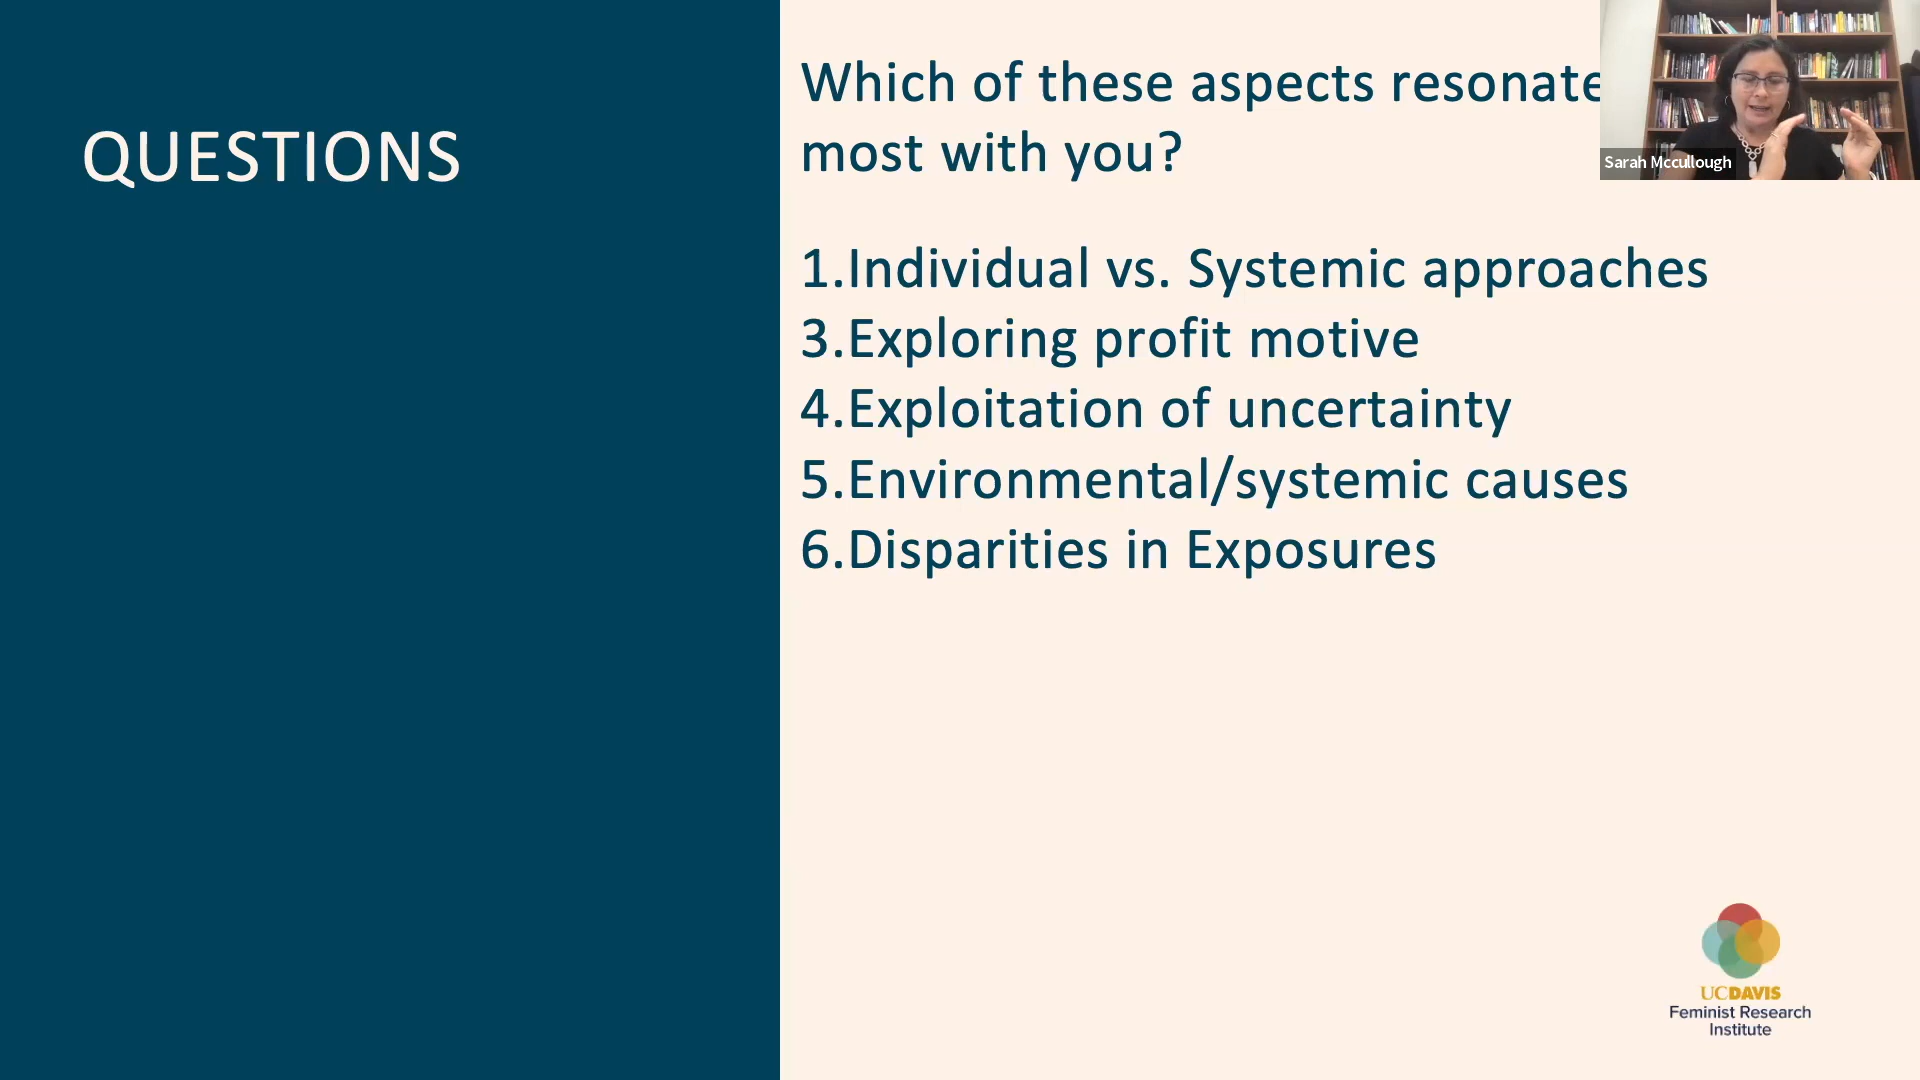 QUESTIONS
Which of these aspects resonate
most with you?
1.Individual vs. Systemic approaches
3.Exploring profit motive
4.Exploitation of uncertainty
5.Environmental/systemic causes
6.Disparities in Exposures
Sarah Mccullough
UCDAVIS
Feminist Research
Institute